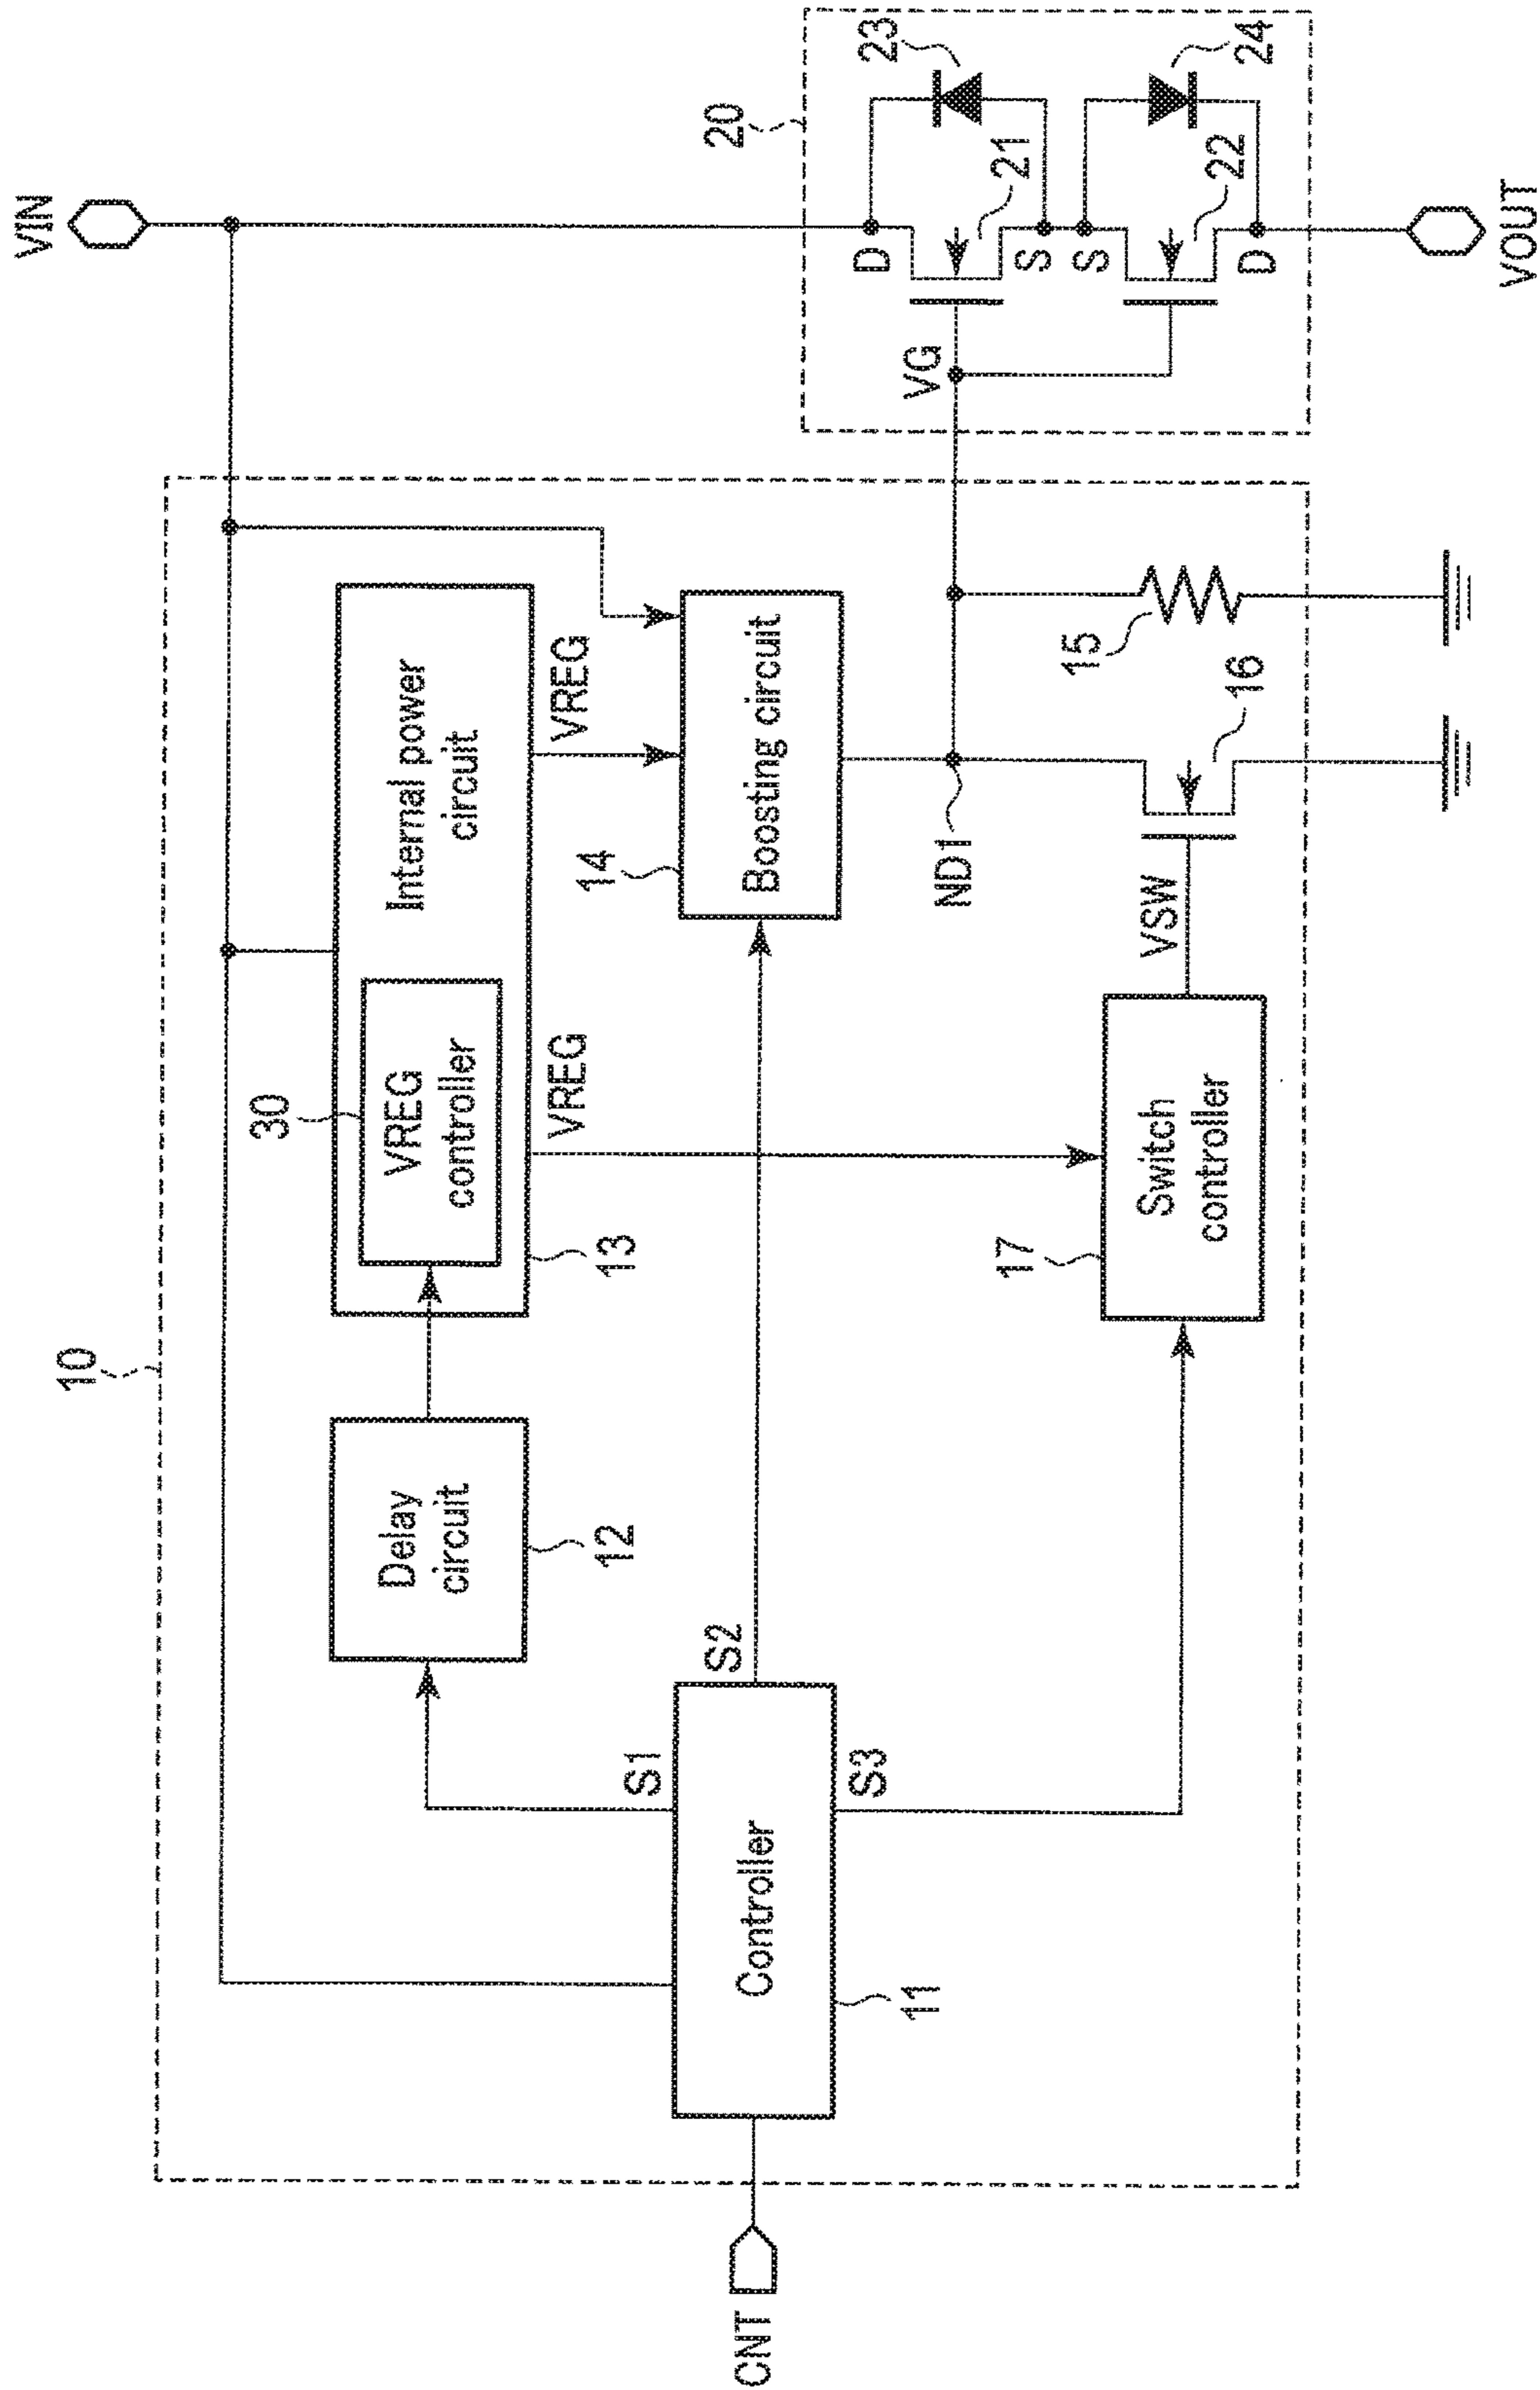 VIN
10
20
30
VREG
controller
Internal power
circuit
Delay
circuit
12
13
VREG
VREG
D
23
S1
S2
14
Boosting circuit
VG
21
S
Controller
S
24
S3
11
ND1
15
22
D
CNT
17
Switch
controller
VSW
16
VOUT